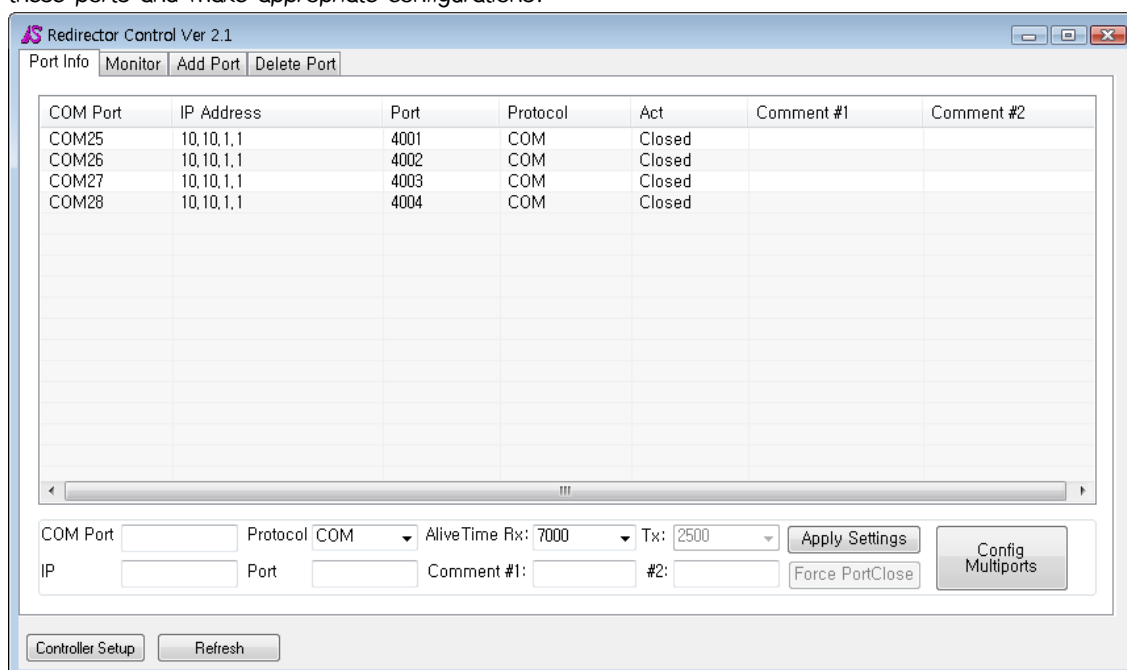 these ports and make appropriate configurations.
Redirector Control Ver 2.1
Port Info Monitor Add Port Delete Port
COM Port IP Address Port Protocol Act Comment #1 Comment #2
COM25 10,10,1,1 4001 COM Closed
COM26 10,10,1,1 4002 COM Closed
COM27 10,10,1,1 4003 COM Closed
COM28 10,10,1,1 4004 COM Closed
COM Port Protocol COM AliveTime Rx: 7000 Tx: 2500 Apply Settings
IP Port Comment #1: #2: Force PortClose
Config
Multiports
Controller Setup Refresh